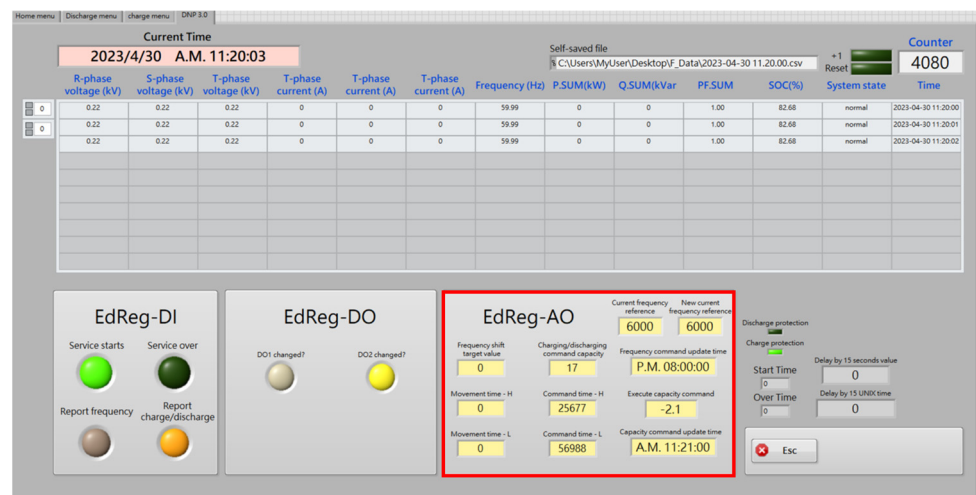 Home menu Discharge menu charge menu DNP 3.0
Current Time
2023/4/30 A.M. 11:20:03
Self-saved file
C:\Users\MyUser\Desktop\F_Data\2023-04-30 11.20.00.csv
+1
Reset
Counter
4080
R-phase voltage (kV) S-phase voltage (kV) T-phase voltage (kV) T-phase current (A) T-phase current (A) T-phase current (A) Frequency (Hz) P.SUM(kW) Q.SUM(kVar PF.SUM SOC(%) System state Time
0 0.22 0.22 0.22 0 0 0 59.99 0 0 1.00 82.68 normal 2023-04-30 11:20:00
0 0.22 0.22 0.22 0 0 0 59.99 0 0 1.00 82.68 normal 2023-04-30 11:20:01
0.22 0.22 0.22 0 0 0 59.99 0 0 1.00 82.68 normal 2023-04-30 11:20:02
EdReg-DI
Service starts Service over
Report frequency Report charge/discharge
EdReg-DO
DO1 changed? DO2 changed?
EdReg-AO
Current frequency reference New current frequency reference
6000 6000
Frequency shift target value Charging/discharging command capacity Frequency command update time
0 17 P.M. 08:00:00
Movement time - H Command time - H Execute capacity command
0 25677 -2.1
Movement time - L Command time - L Capacity command update time
0 56988 A.M. 11:21:00
Discharge protection
Charge protection
Start Time
0
Over Time
0
Delay by 15 seconds value
0
Delay by 15 UNIX time
0
Esc